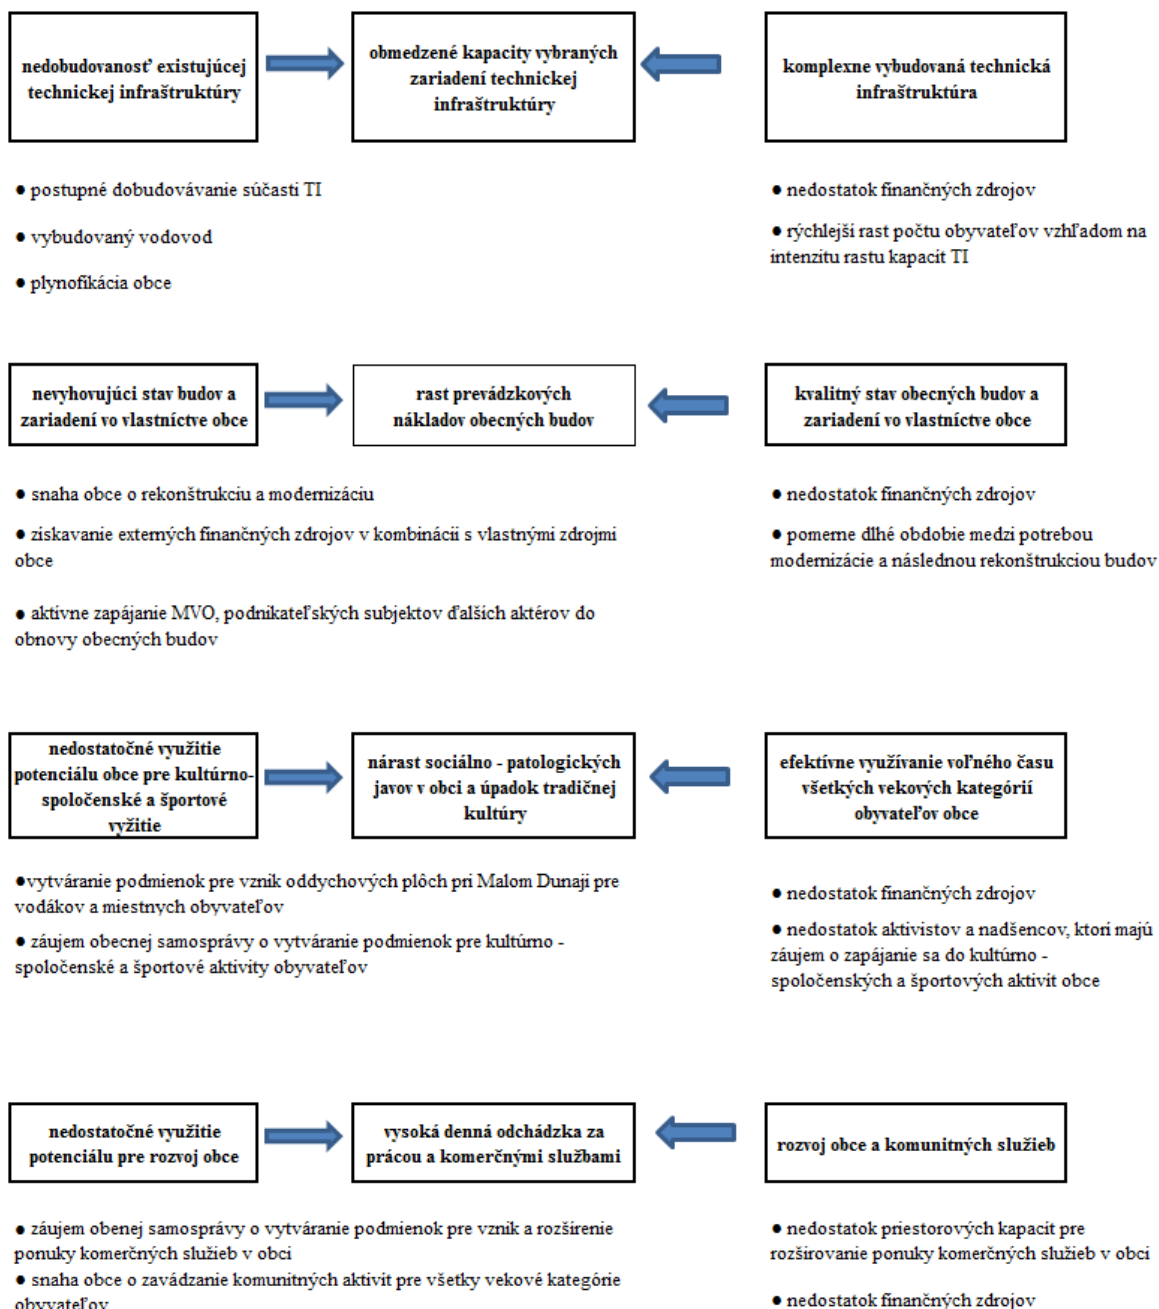 nedobudovanosť existujúcej
technickej infraštruktúry
obmedzené kapacity vybraných
zariadení technickej
infraštruktúry
komplexne vybudovaná technická
infraštruktúra
● postupné dobudovávanie súčasti TI
● vybudovaný vodovod
● plynofikácia obce
● nedostatok finančných zdrojov
● rýchlejší rast počtu obyvateľov vzhľadom na
intenzitu rastu kapacít TI
nevyhovujúci stav budov a
zariadení vo vlastníctve obce
rast prevádzkových
nákladov obecných budov
kvalitný stav obecných budov a
zariadení vo vlastníctve obce
● snaha obce o rekonštrukciu a modernizáciu
● získavanie externých finančných zdrojov v kombinácii s vlastnými zdrojmi
obce
● aktívne zapájanie MVO, podnikateľských subjektov ďalších aktérov do
obnovy obecných budov
● nedostatok finančných zdrojov
● pomerne dlhé obdobie medzi potrebou
modernizácie a následnou rekonštrukciou budov
nedostatočné využitie
potenciálu obce pre kultúrno-
spoločenské a športové
vyžitie
nárast sociálno - patologických
javov v obci a úpadok tradičnej
kultúry
efektívne využívanie voľného času
všetkých vekových kategórií
obyvateľov obce
●vytváranie podmienok pre vznik oddychových plôch pri Malom Dunaji pre
vodákov a miestnych obyvateľov
● záujem obecnej samosprávy o vytváranie podmienok pre kultúrno -
spoločenské a športové aktivity obyvateľov
● nedostatok finančných zdrojov
● nedostatok aktivistov a nadšencov, ktorí majú
záujem o zapájanie sa do kultúrno -
spoločenských a športových aktivít obce
nedostatočné využitie
potenciálu pre rozvoj obce
vysoká denná odchádzka za
prácou a komerčnými službami
rozvoj obce a komunitných služieb
● záujem obenej samosprávy o vytváranie podmienok pre vznik a rozšírenie
ponuky komerčných služieb v obci
● snaha obce o zavádzanie komunitných aktivít pre všetky vekové kategórie
obyvateľov
● nedostatok priestorových kapacít pre
rozširovanie ponuky komerčných služieb v obci
● nedostatok finančných zdrojov